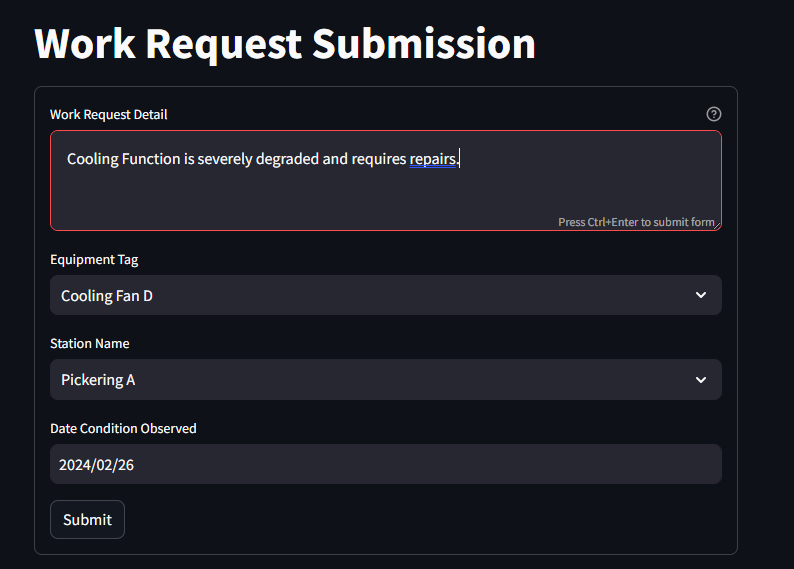 Work Request Submission
Work Request Detail
Cooling Function is severely degraded and requires repairs.
Press Ctrl+Enter to submit form
Equipment Tag
Cooling Fan D
Station Name
Pickering A
Date Condition Observed
2024/02/26
Submit